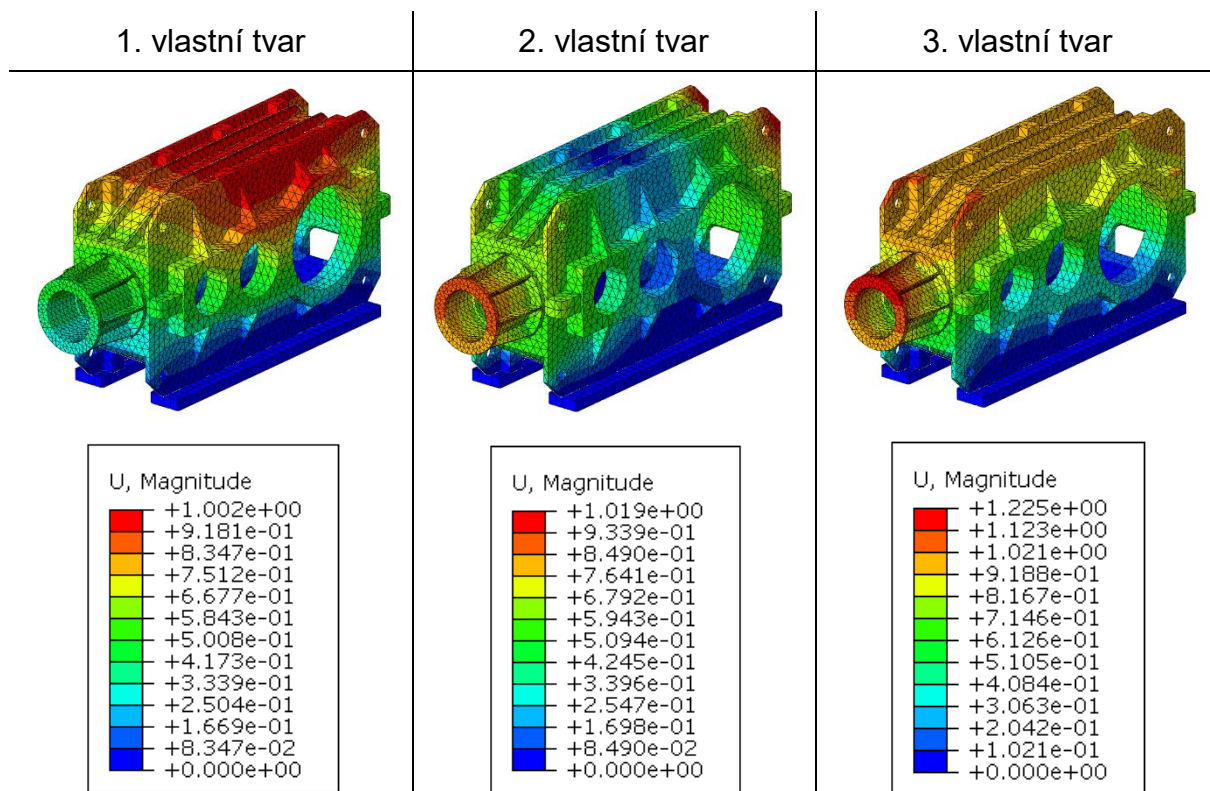 1. vlastní tvar
2. vlastní tvar
3. vlastní tvar
U, Magnitude
+1.002e+00
+9.181e-01
+8.347e-01
+7.512e-01
+6.677e-01
+5.843e-01
+5.008e-01
+4.173e-01
+3.339e-01
+2.504e-01
+1.669e-01
+8.347e-02
+0.000e+00
U, Magnitude
+1.019e+00
+9.339e-01
+8.490e-01
+7.641e-01
+6.792e-01
+5.943e-01
+5.094e-01
+4.245e-01
+3.396e-01
+2.547e-01
+1.698e-01
+8.490e-02
+0.000e+00
U, Magnitude
+1.225e+00
+1.123e+00
+1.021e+00
+9.188e-01
+8.167e-01
+7.146e-01
+6.126e-01
+5.105e-01
+4.084e-01
+3.063e-01
+2.042e-01
+1.021e-01
+0.000e+00